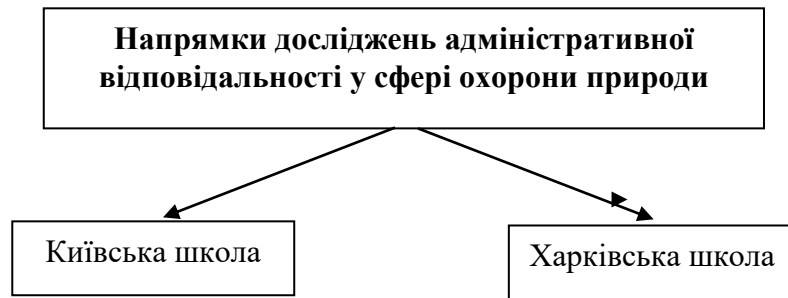 Напрямки досліджень адміністративної
відповідальності у сфері охорони природи
Київська школа
Харківська школа